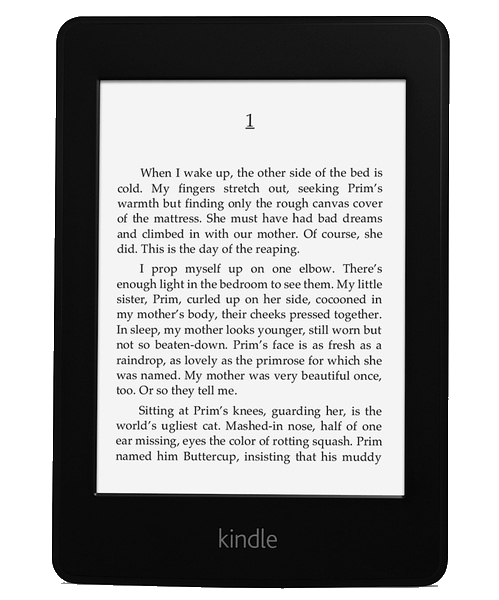 1
When I wake up, the other side of the bed is
cold. My fingers stretch out, seeking Prim's
warmth but finding only the rough canvas cover
of the mattress. She must have had bad dreams
and climbed in with our mother. Of course, she
did. This is the day of the reaping.
I prop myself up on one elbow. There's
enough light in the bedroom to see them. My little
sister, Prim, curled up on her side, cocooned in
my mother's body, their cheeks pressed together.
In sleep, my mother looks younger, still worn but
not so beaten-down. Prim's face is as fresh as a
raindrop, as lovely as the primrose for which she
was named. My mother was very beautiful once,
too. Or so they tell me.
Sitting at Prim's knees, guarding her, is the
world's ugliest cat. Mashed-in nose, half of one
ear missing, eyes the color of rotting squash. Prim
named him Buttercup, insisting that his muddy
kindle